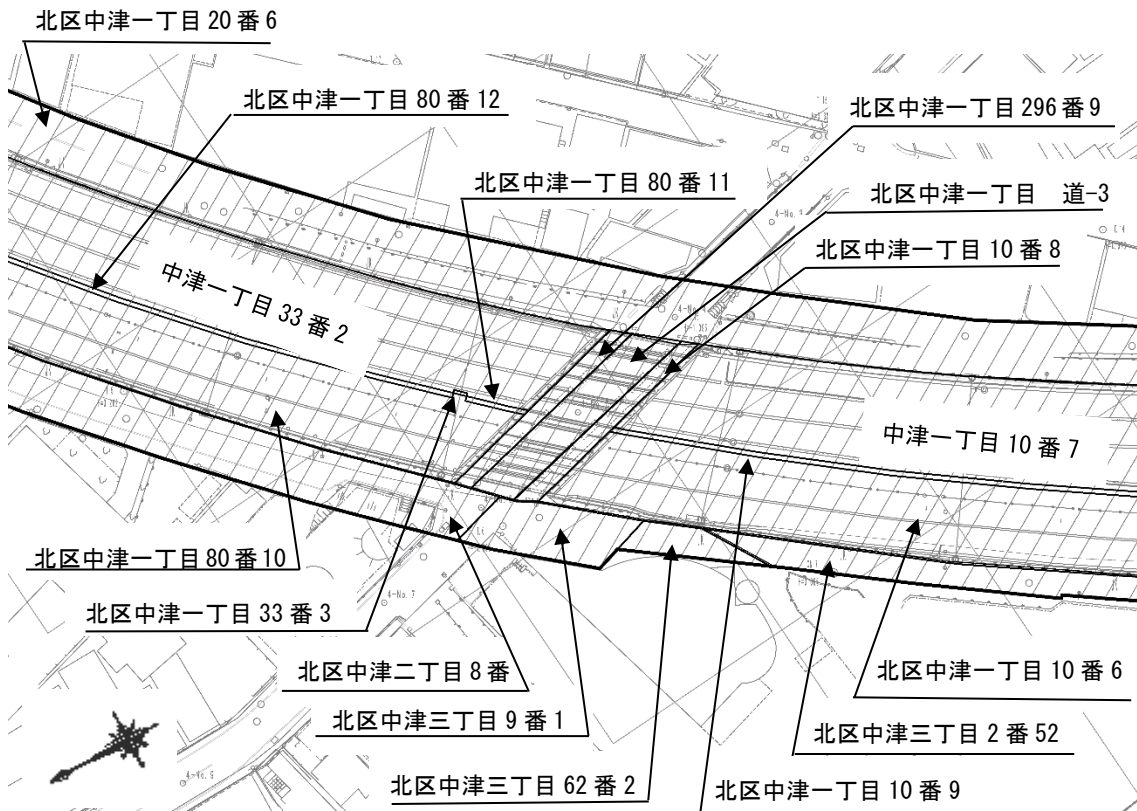 北区中津一丁目 20 番 6
北区中津一丁目 80 番 12
北区中津一丁目 296 番 9
北区中津一丁目 80 番 11
北区中津一丁目　道-3
北区中津一丁目 10 番 8
中津一丁目 33 番 2
中津一丁目 10 番 7
北区中津一丁目 80 番 10
北区中津一丁目 33 番 3
北区中津二丁目 8 番
北区中津三丁目 9 番 1
北区中津三丁目 62 番 2
北区中津一丁目 10 番 6
北区中津三丁目 2 番 52
北区中津一丁目 10 番 9
4-No. 7